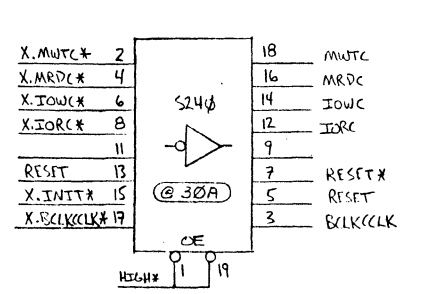 X.MWTC* 2 18 MWTC
X.MRDC* 4 16 MRDC
X.IOWC* 6 S240 14 IOWC
X.IORC* 8 12 IORC
11 9
RESET 13 7 RESET*
X.INIT* 15 @ 30A 5 RESET
X.BCLKCCLK* 17 3 BCLKCCLK
OE
HIGH* 1 19